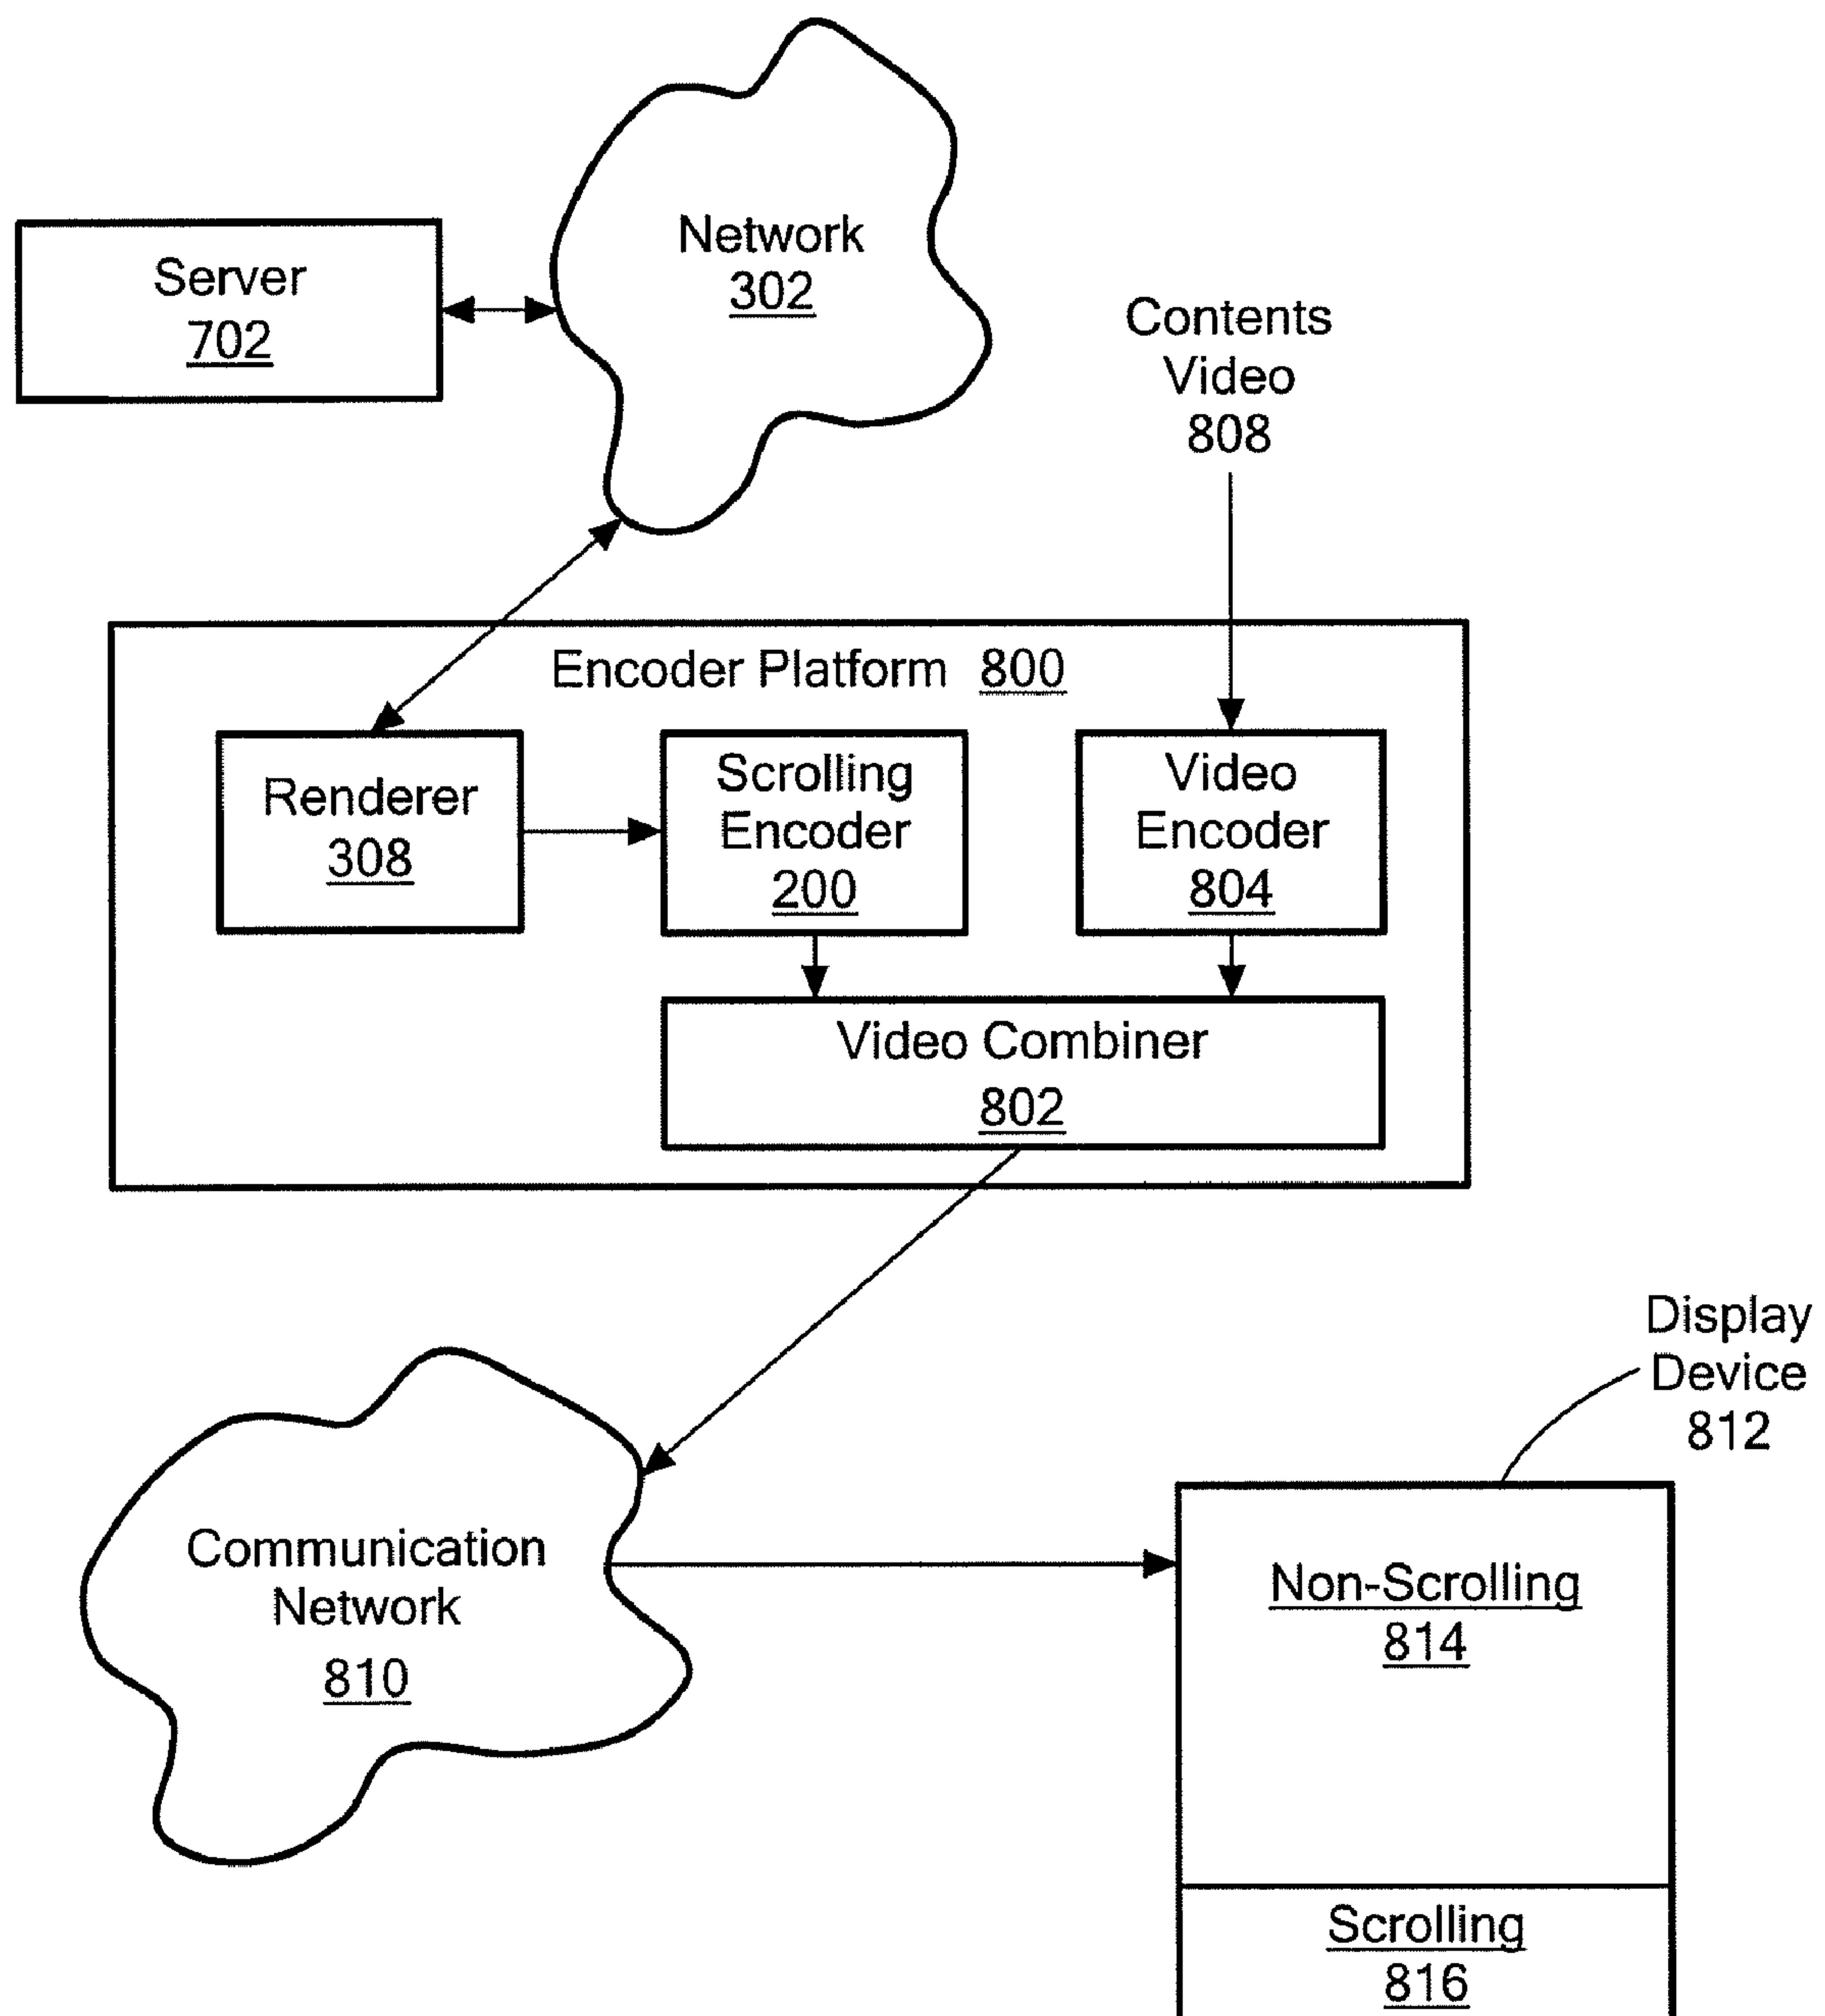 Network
302
Server
702
Contents
Video
808
Encoder Platform 800
Renderer
308
Scrolling
Encoder
200
Video
Encoder
804
Video Combiner
802
Display
Device
812
Communication
Network
810
Non-Scrolling
814
Scrolling
816